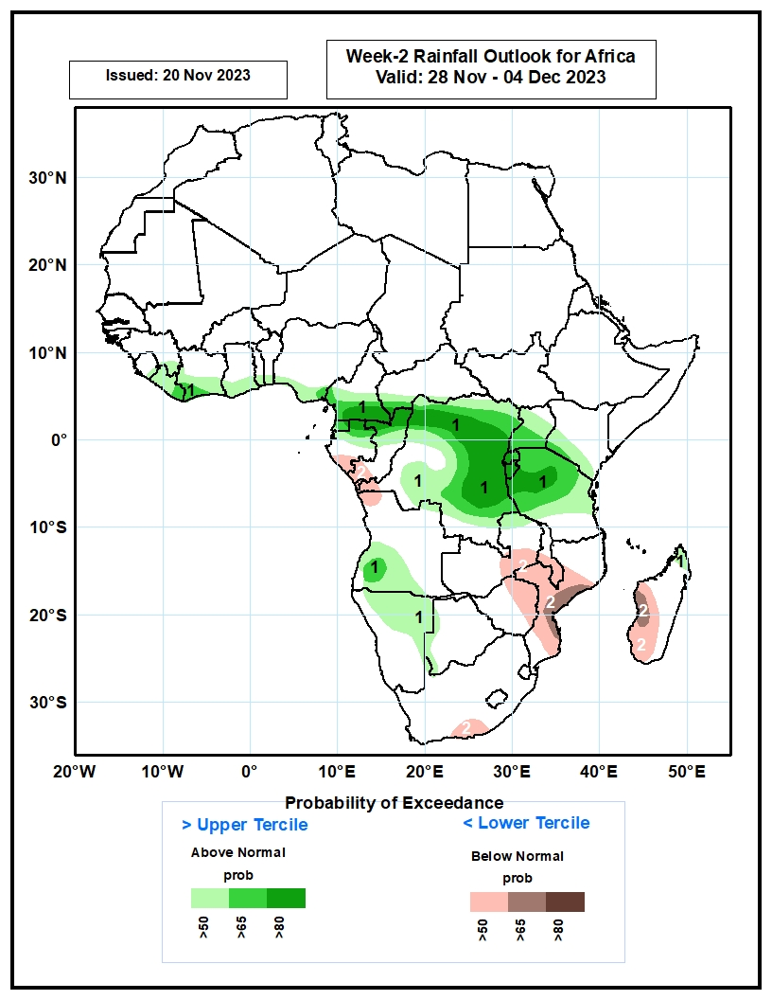 Week-2 Rainfall Outlook for Africa
Issued: 20 Nov 2023
Valid: 28 Nov - 04 Dec 2023
30°N
20°N
10°N
0°
10°S
20°S
30°S
1
1
1
2
1
1
1
1
1
2
2
1
2
2
2
20°W
10°W
0°
10°E
20°E
30°E
40°E
50°E
Probability of Exceedance
> Upper Tercile
< Lower Tercile
Above Normal
Below Normal
prob
prob
>50
>65
>80
>50
>65
>80